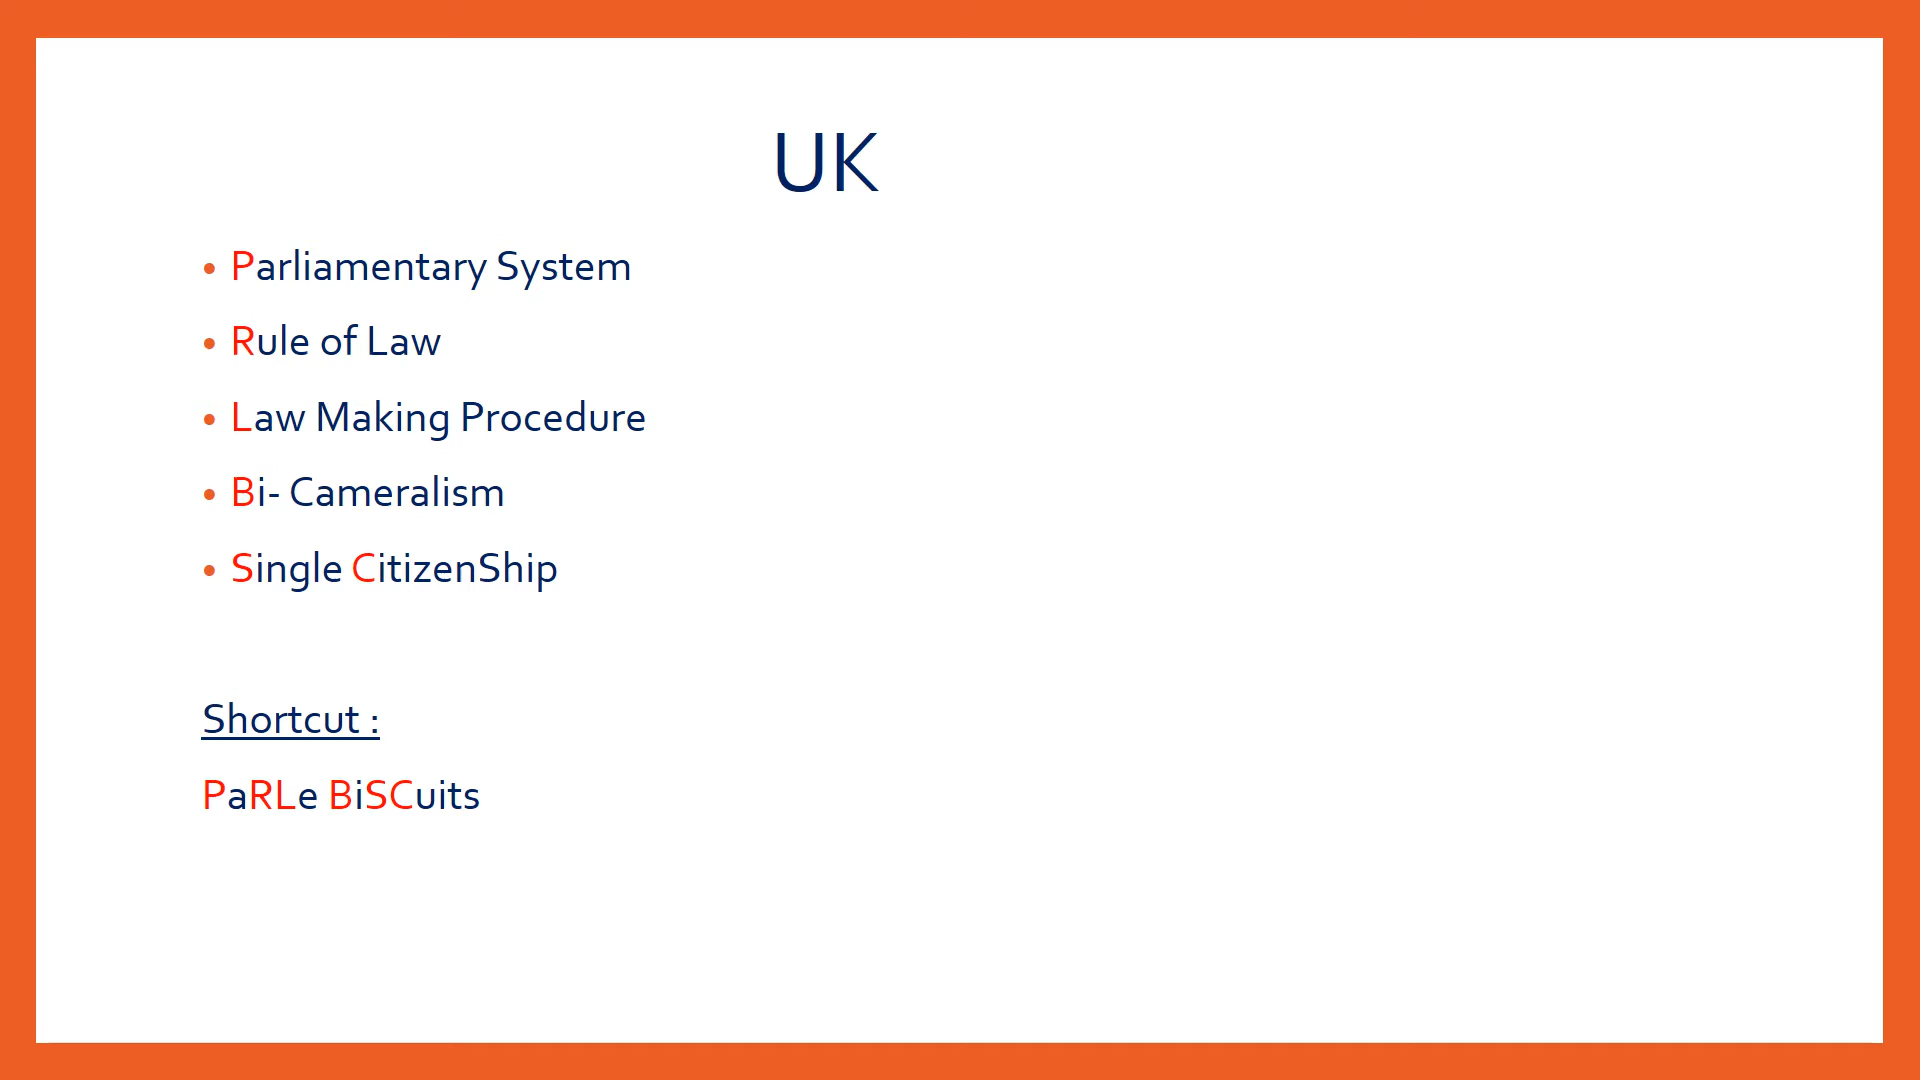 UK
• Parliamentary System
• Rule of Law
• Law Making Procedure
• Bi- Cameralism
• Single CitizenShip
Shortcut :
PaRLe BiSCuits